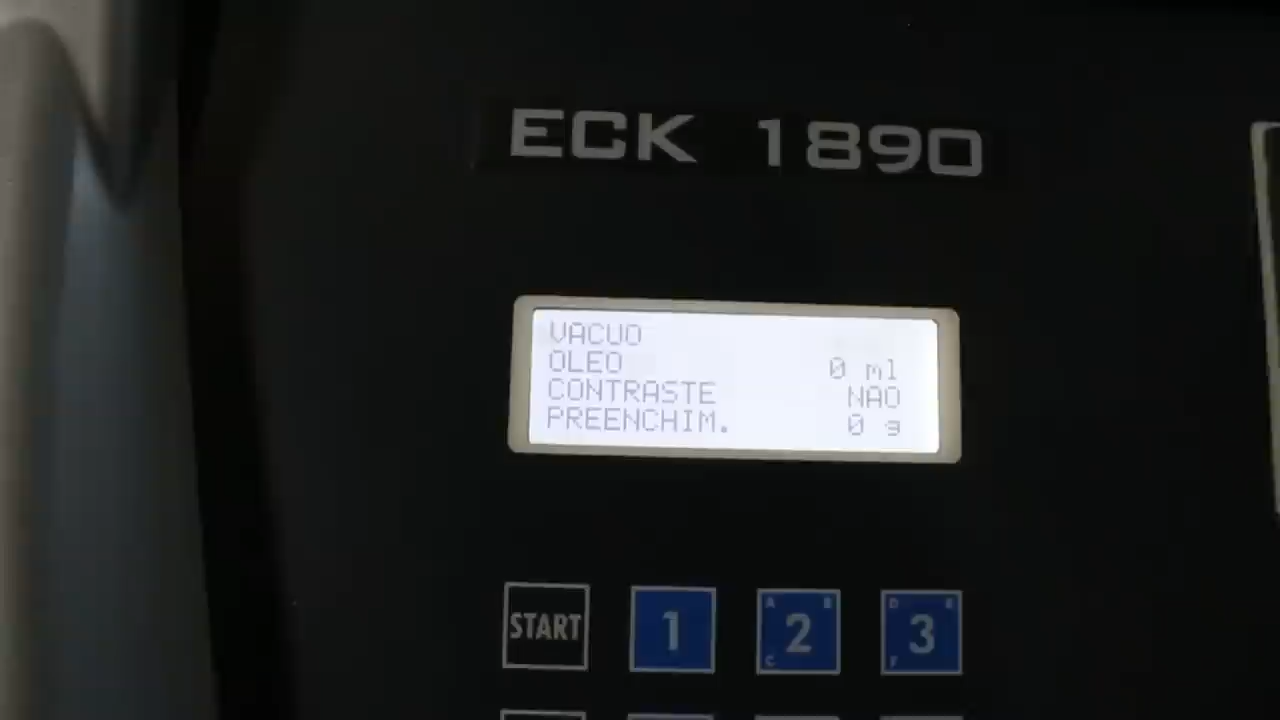 ECK 1890
VACUO
OLEO 0 ml
CONTRASTE NAO
PREENCHIM. 0 g
START 1 A B C 2 D E F 3